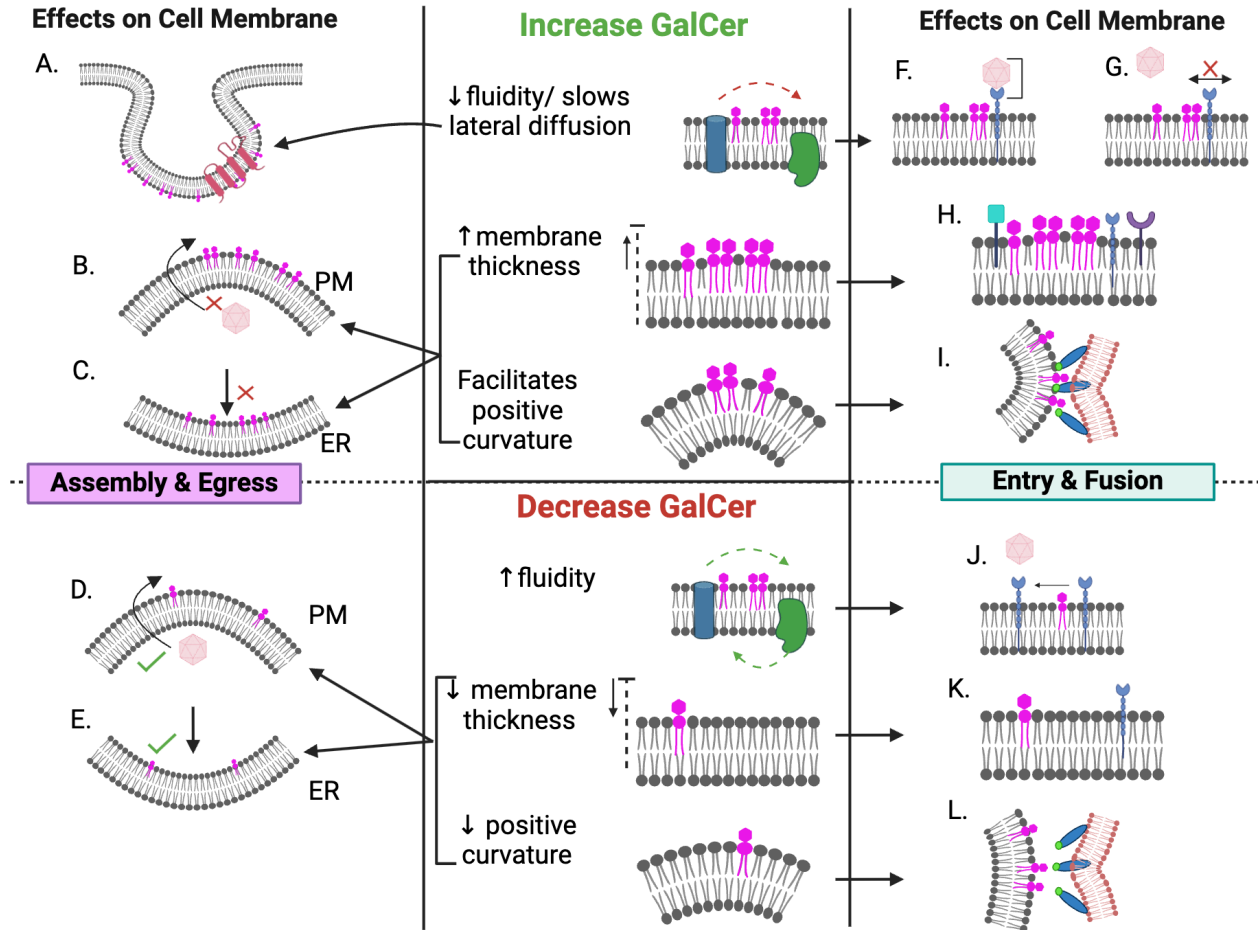 Effects on Cell Membrane
Increase GalCer
Effects on Cell Membrane
A.
↓fluidity/ slows
lateral diffusion
F.
G.
B.
PM
↑membrane
thickness
H.
C.
ER
Facilitates
positive
curvature
I.
Assembly & Egress
Entry & Fusion
Decrease GalCer
D.
PM
↑fluidity
J.
E.
ER
↓ membrane
thickness
K.
↓ positive
curvature
L.